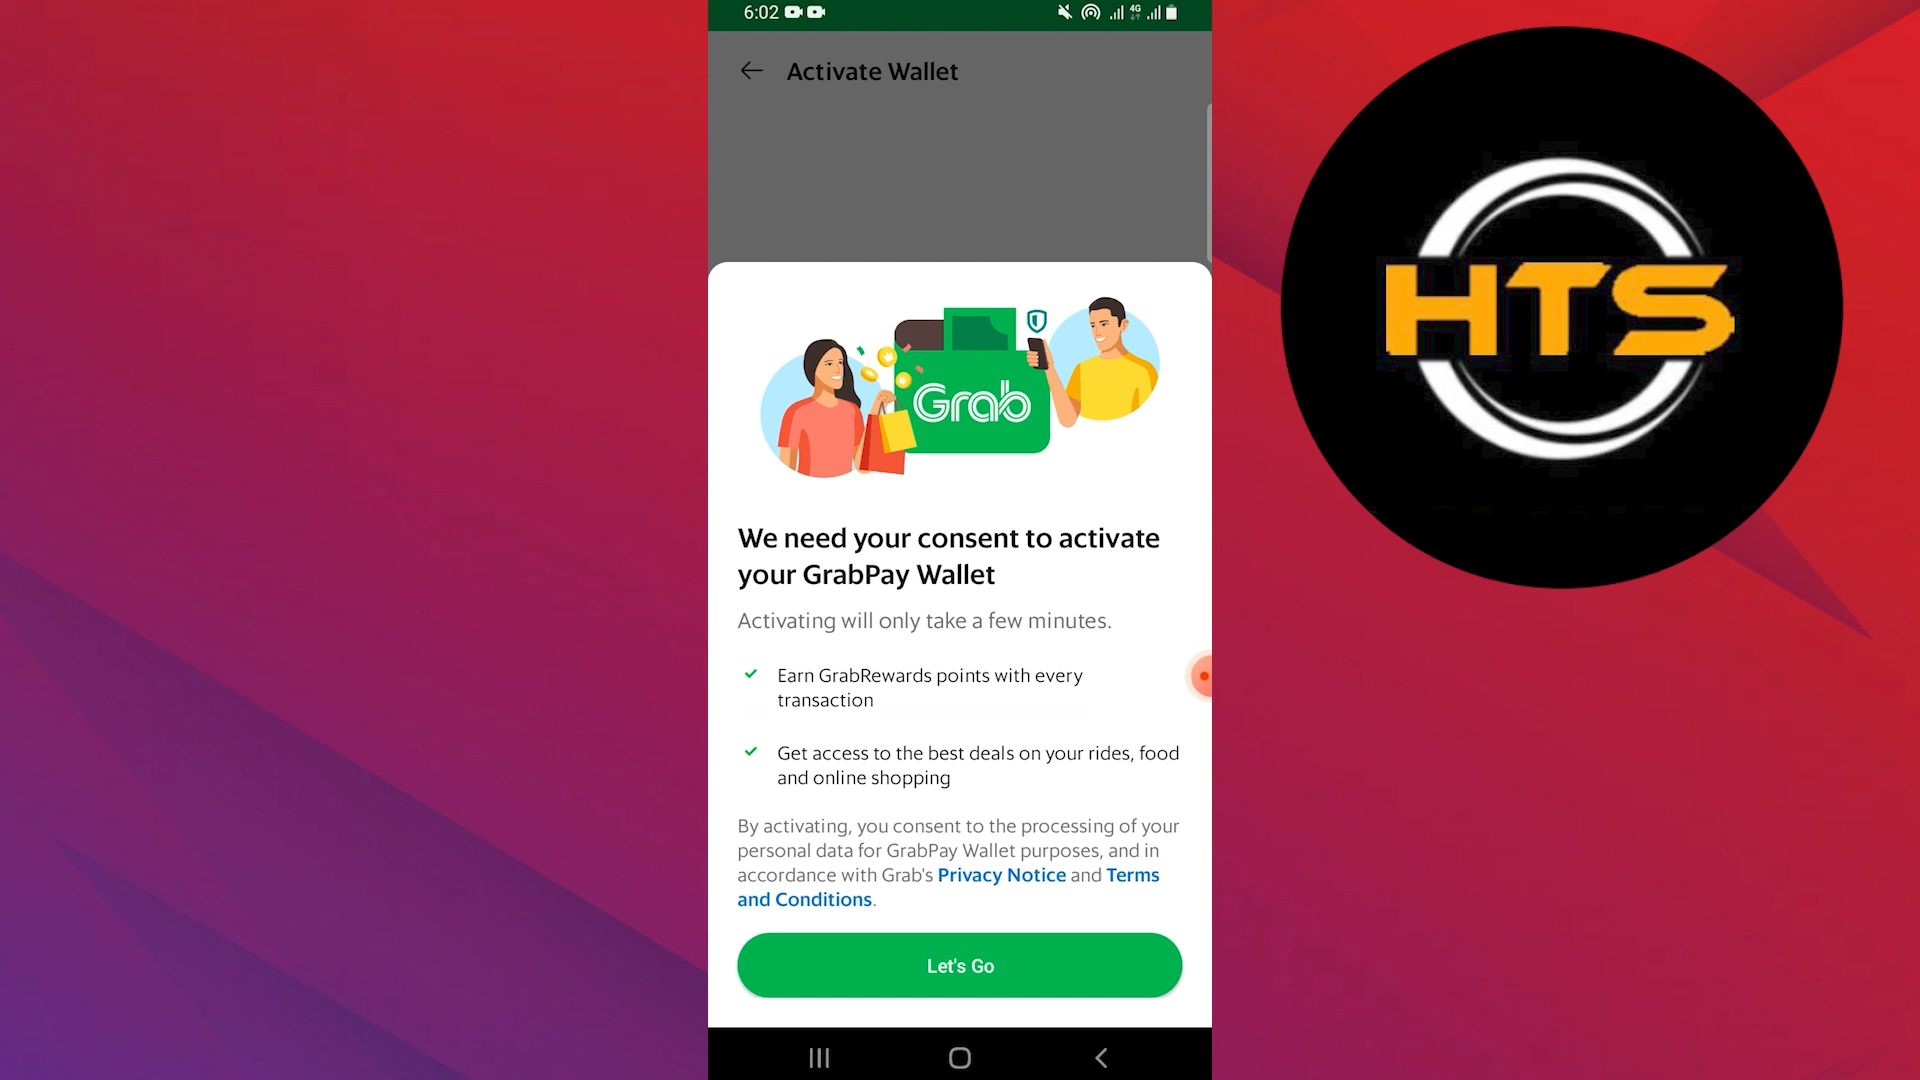 6:02
4G
Activate Wallet
Grab
We need your consent to activate
your GrabPay Wallet
Activating will only take a few minutes.
Earn GrabRewards points with every
transaction
Get access to the best deals on your rides, food
and online shopping
By activating, you consent to the processing of your
personal data for GrabPay Wallet purposes, and in
accordance with Grab's Privacy Notice and Terms
and Conditions.
Let's Go
HTS